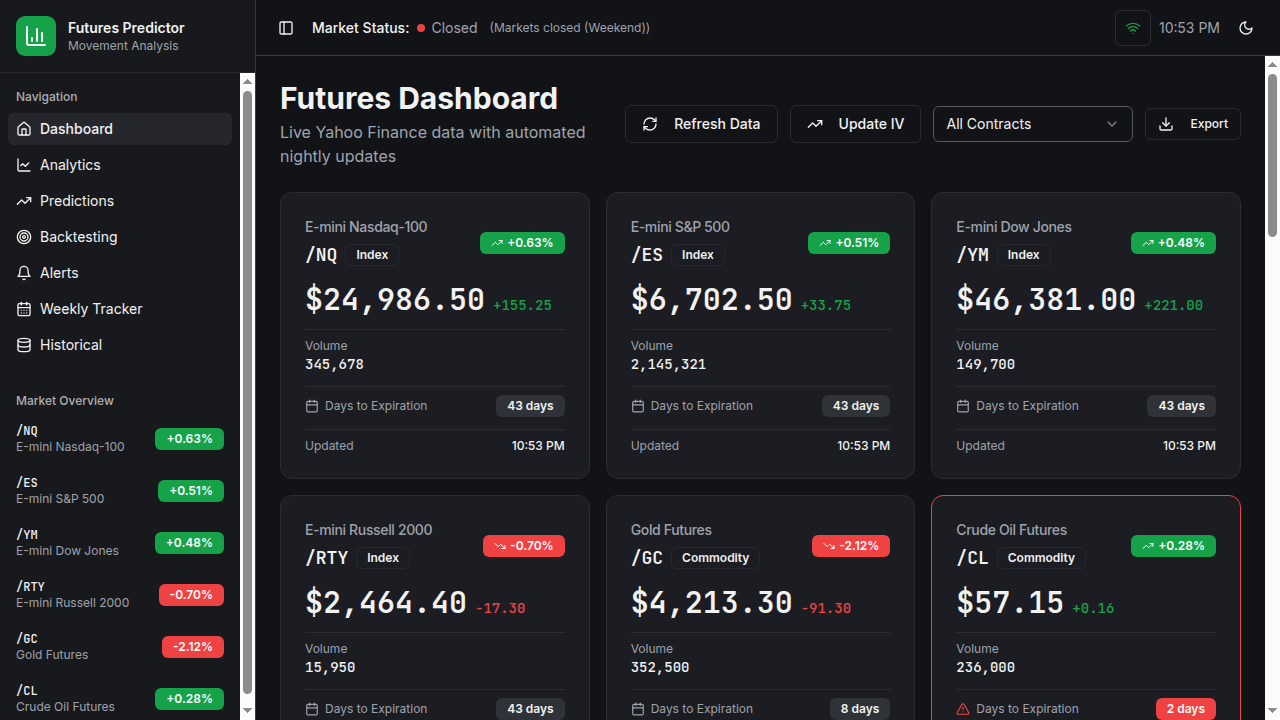 Futures Predictor
Movement Analysis
Navigation
Dashboard
Analytics
Predictions
Backtesting
Alerts
Weekly Tracker
Historical
Market Overview
/NQ
E-mini Nasdaq-100
+0.63%
/ES
E-mini S&P 500
+0.51%
/YM
E-mini Dow Jones
+0.48%
/RTY
E-mini Russell 2000
-0.70%
/GC
Gold Futures
-2.12%
/CL
Crude Oil Futures
+0.28%
Market Status: Closed (Markets closed (Weekend))
10:53 PM
Futures Dashboard
Live Yahoo Finance data with automated
nightly updates
Refresh Data
Update IV
All Contracts
Export
E-mini Nasdaq-100
/NQ Index
+0.63%
$24,986.50 +155.25
Volume
345,678
Days to Expiration 43 days
Updated 10:53 PM
E-mini S&P 500
/ES Index
+0.51%
$6,702.50 +33.75
Volume
2,145,321
Days to Expiration 43 days
Updated 10:53 PM
E-mini Dow Jones
/YM Index
+0.48%
$46,381.00 +221.00
Volume
149,700
Days to Expiration 43 days
Updated 10:53 PM
E-mini Russell 2000
/RTY Index
-0.70%
$2,464.40 -17.30
Volume
15,950
Days to Expiration 43 days
Gold Futures
/GC Commodity
-2.12%
$4,213.30 -91.30
Volume
352,500
Days to Expiration 8 days
Crude Oil Futures
/CL Commodity
+0.28%
$57.15 +0.16
Volume
236,000
Days to Expiration 2 days